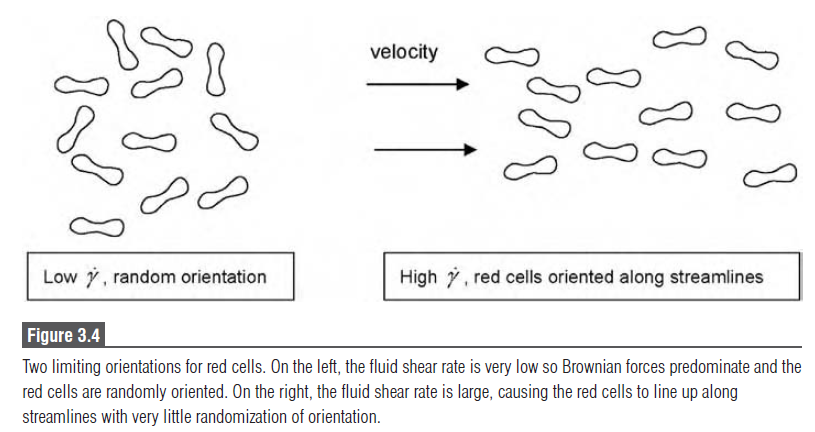 velocity
Low γ̇, random orientation
High γ̇, red cells oriented along streamlines
Figure 3.4
Two limiting orientations for red cells. On the left, the fluid shear rate is very low so Brownian forces predominate and the
red cells are randomly oriented. On the right, the fluid shear rate is large, causing the red cells to line up along
streamlines with very little randomization of orientation.